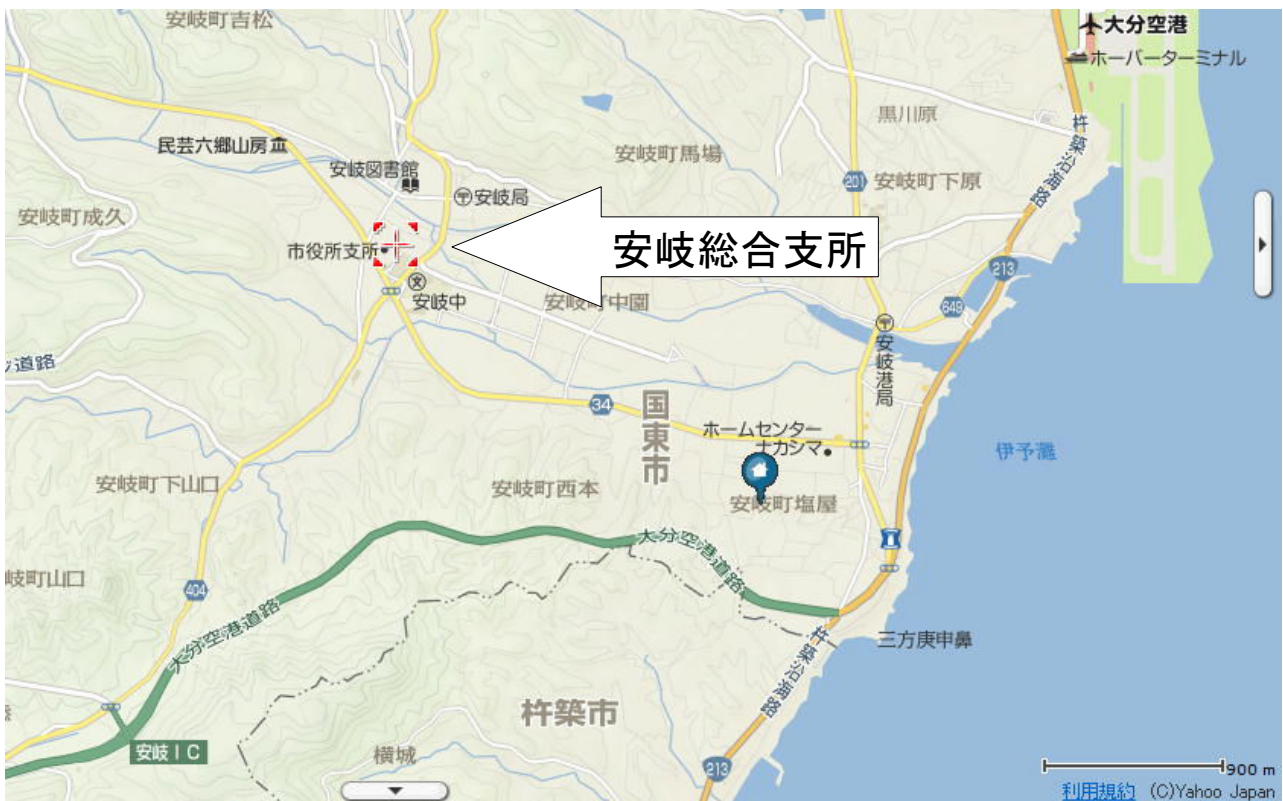 安岐町吉松
大分空港
ホーバーターミナル
黒川原
民芸六郷山房
安岐図書館
安岐町馬場
杵築沿海路
201
安岐町下原
安岐局
安岐町成久
市役所支所
安岐総合支所
213
安岐中
安岐町中園
649
安岐港局
道路
34
国東市
ホームセンター
ナカシマ
伊予灘
安岐町下山口
安岐町西本
安岐町塩屋
大分空港道路
岐町山口
404
大分空港道路
杵築沿海路
三方庚申鼻
杵築市
安岐IC
横城
213
900 m
利用規約 (C)Yahoo Japan